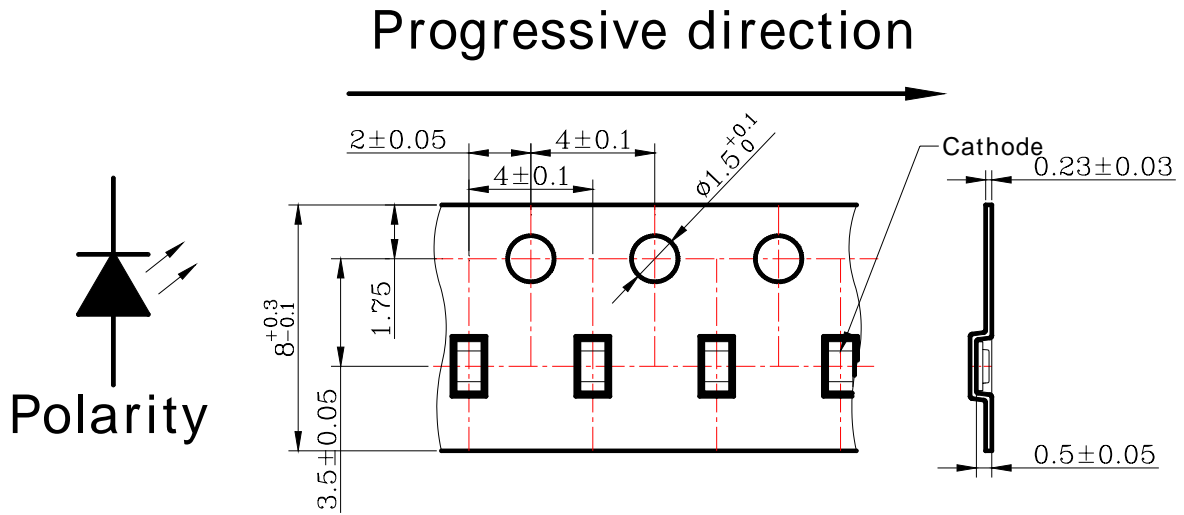 Progressive direction
2±0.05
4±0.1
4±0.1
ø1.5 +0.1 0
Cathode
0.23±0.03
8 +0.3 -0.1
1.75
3.5±0.05
Polarity
0.5±0.05